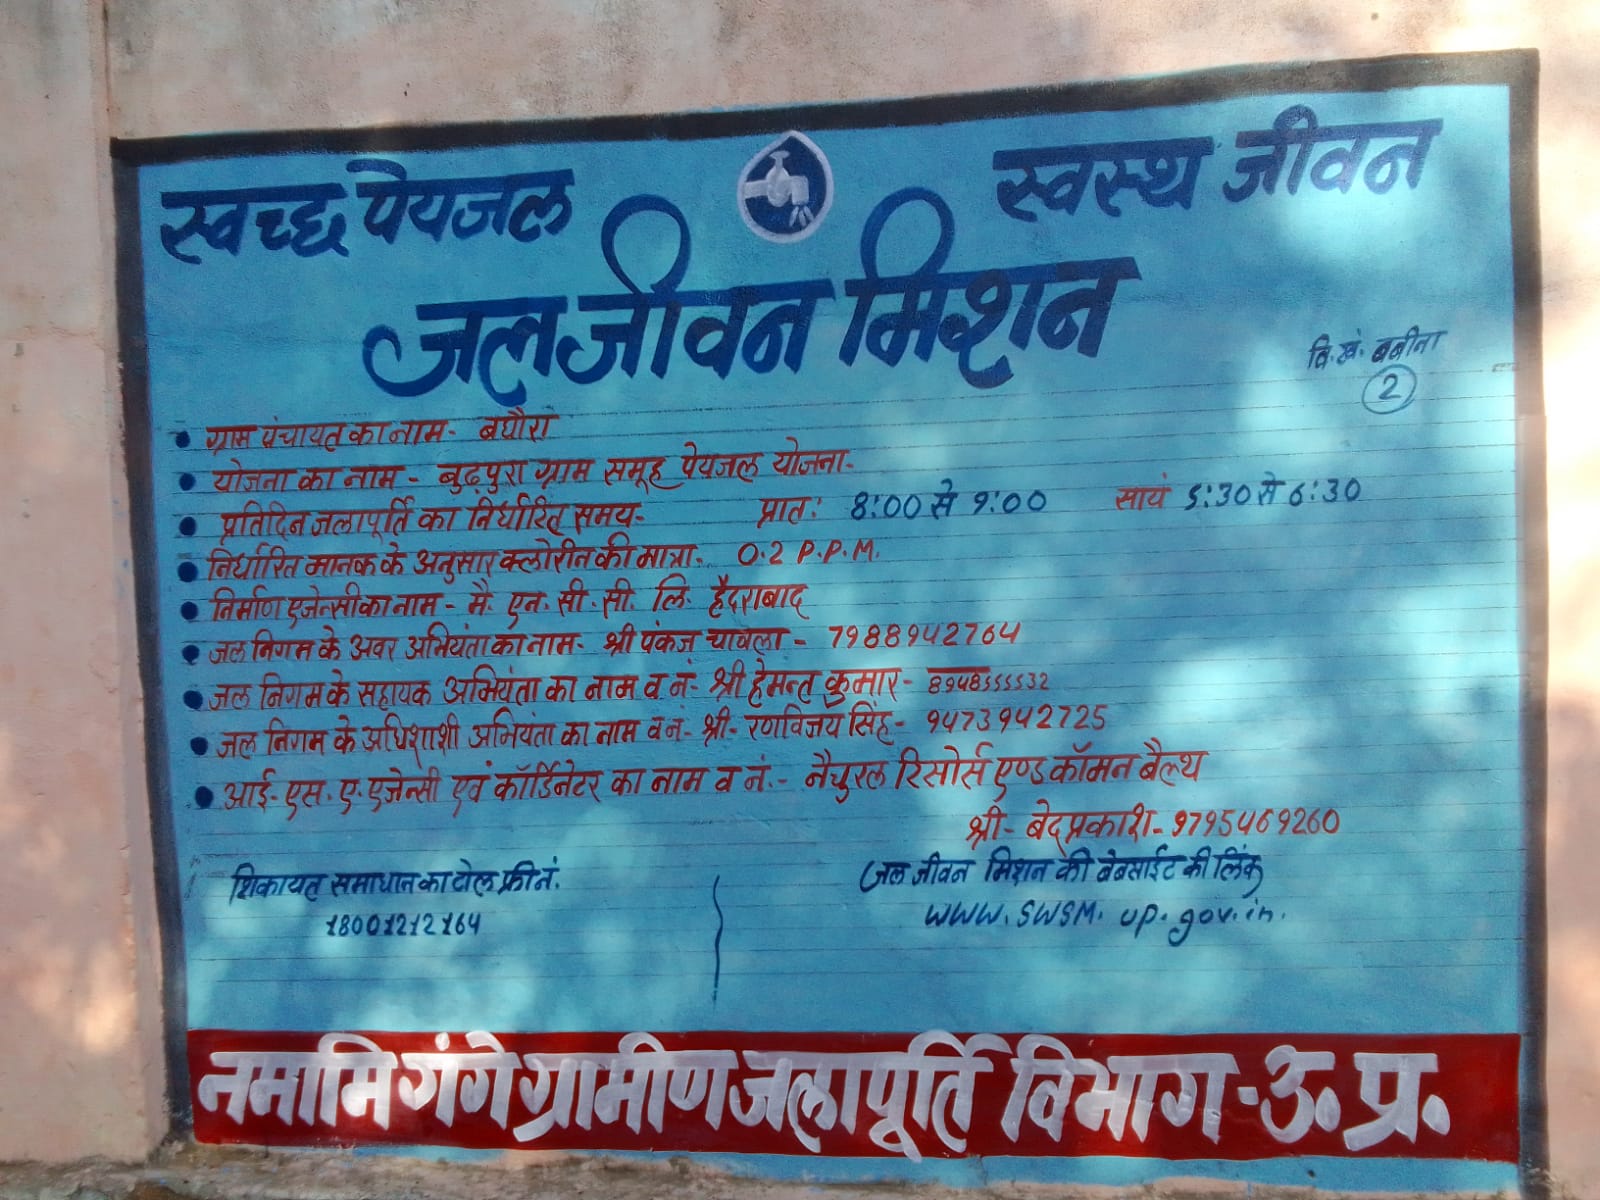 स्वच्छ पेयजल स्वस्थ जीवन
जल जीवन मिशन
वि.खं. बबीना
2
• ग्राम पंचायत का नाम- बघौरा
• योजना का नाम - बुढ़पुरा ग्राम समूह पेयजल योजना-
• प्रतिदिन जलापूर्ति का निर्धारित समय- प्रातः 8:00 से 9:00 सायं 5:30 से 6:30
• निर्धारित मानक के अनुसार क्लोरीन की मात्रा- 0.2 P.P.M.
• निर्माण एजेन्सी का नाम - मै. एन. सी. सी. लि. हैदराबाद
• जल निगम के अवर अभियंता का नाम- श्री पंकज चावला - 7988942764
• जल निगम के सहायक अभियंता का नाम व नं- श्री हेमन्त कुमार- 8948555532
• जल निगम के अधिशाशी अभियंता का नाम व नं- श्री- रणविजय सिंह- 9473942725
• आई. एस. ए. एजेन्सी एवं कॉर्डिनेटर का नाम व नं.- नैचुरल रिसोर्स एण्ड कॉमन बैल्थ
श्री- बेदप्रकाश- 9795469260
शिकायत समाधान का टोल फ्री नं.
18001212164
जल जीवन मिशन की बेबसाईट की लिंक
WWW. SWSM. up. gov. in.
नमामि गंगे ग्रामीण जलापूर्ति विभाग-उ. प्र.